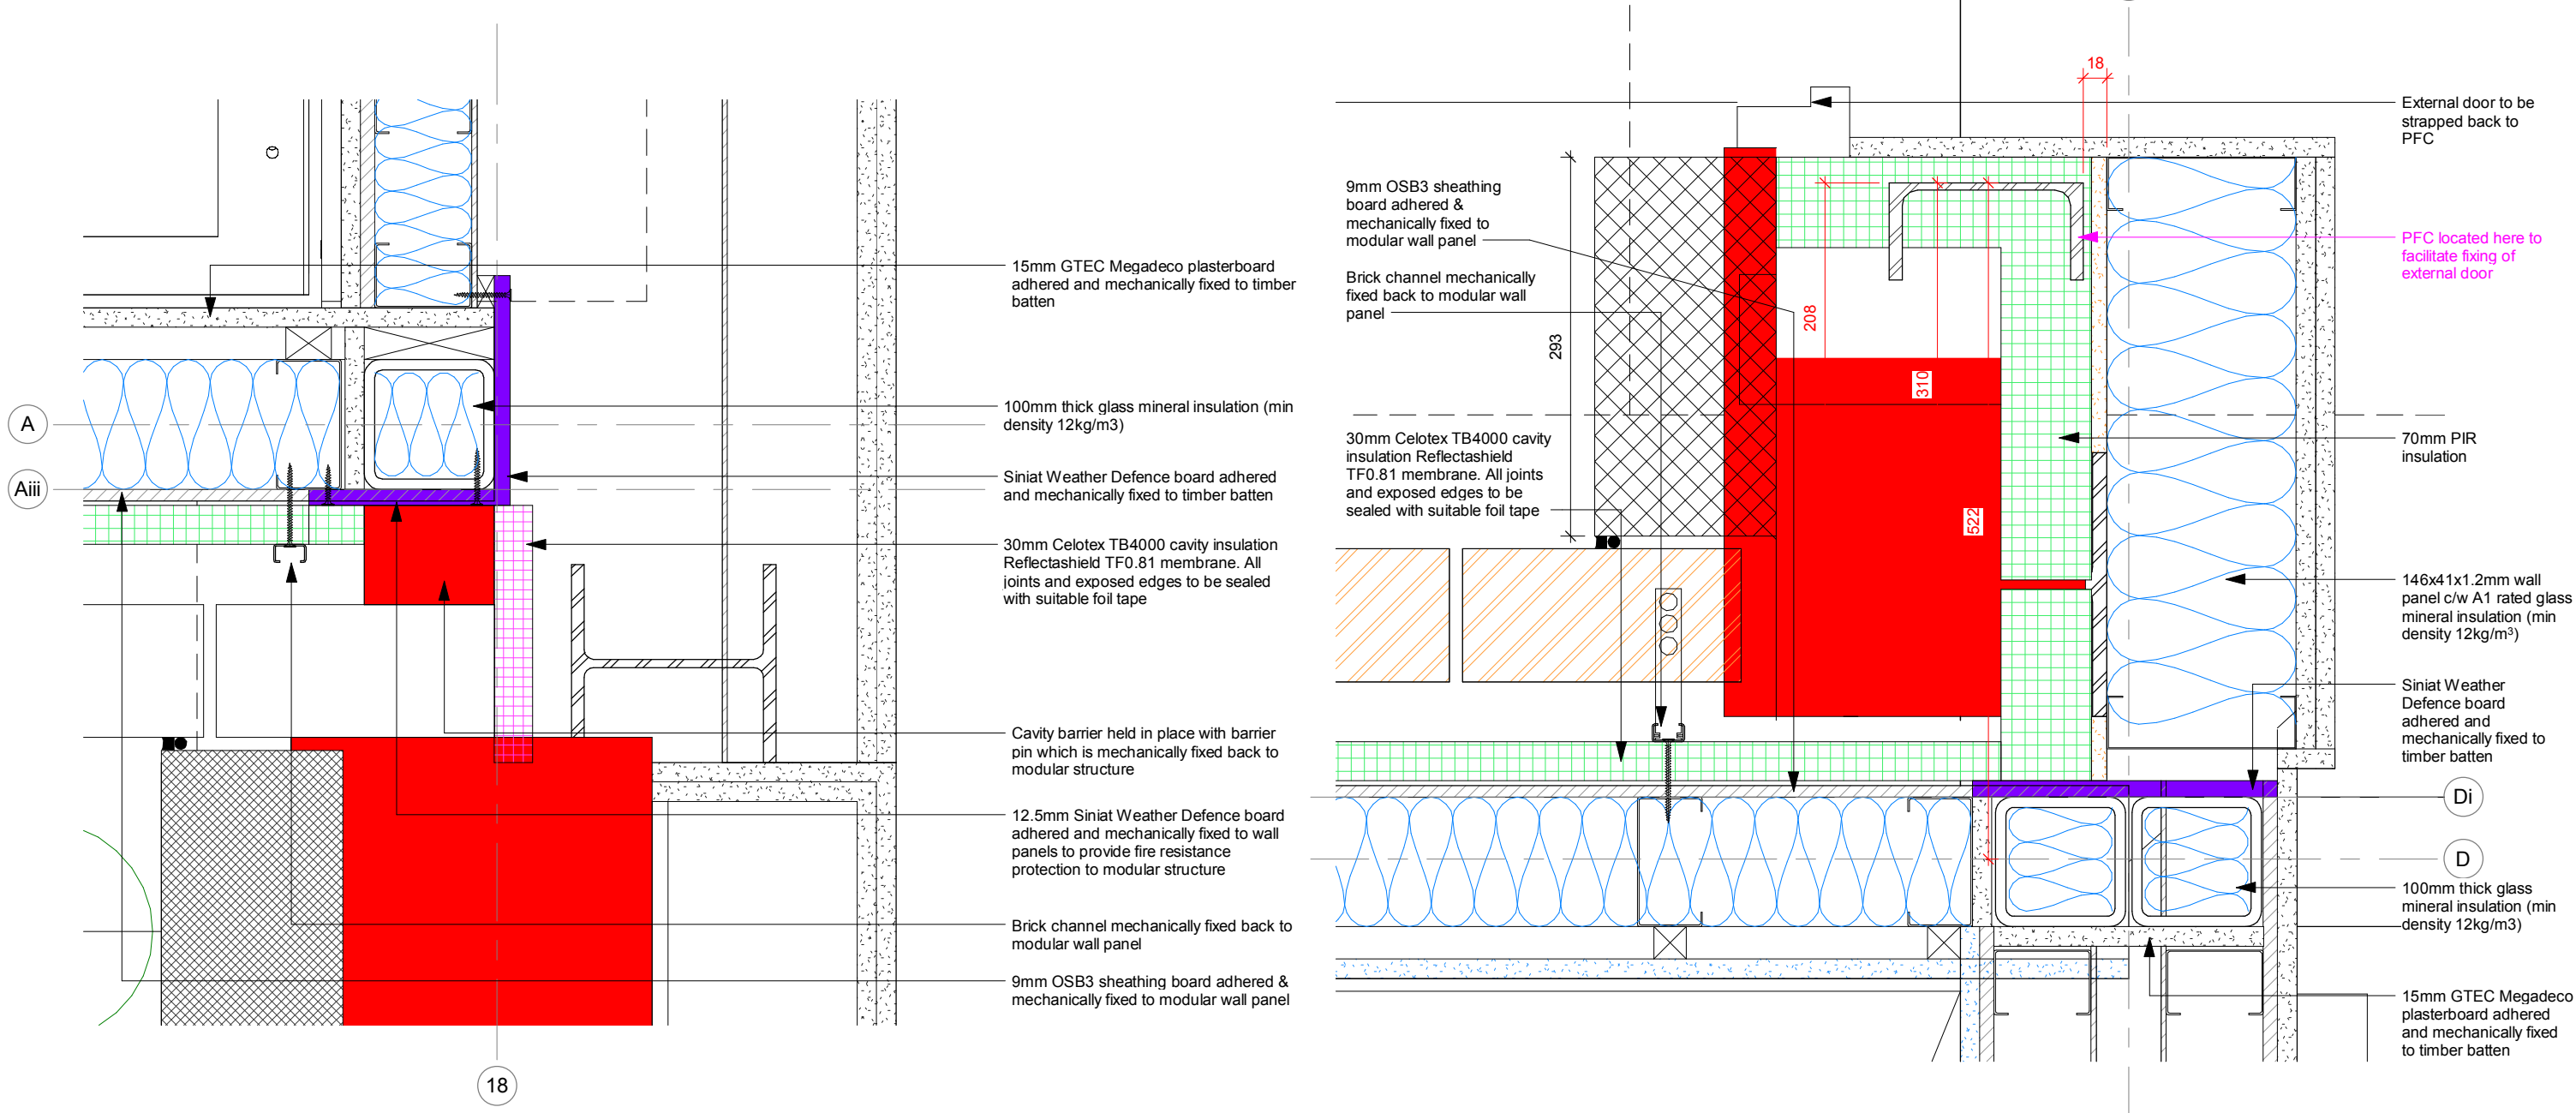 A
Aiii
18
15mm GTEC Megadeco plasterboard
adhered and mechanically fixed to timber
batten
100mm thick glass mineral insulation (min
density 12kg/m3)
Siniat Weather Defence board adhered
and mechanically fixed to timber batten
30mm Celotex TB4000 cavity insulation
Reflectashield TF0.81 membrane. All
joints and exposed edges to be sealed
with suitable foil tape
Cavity barrier held in place with barrier
pin which is mechanically fixed back to
modular structure
12.5mm Siniat Weather Defence board
adhered and mechanically fixed to wall
panels to provide fire resistance
protection to modular structure
Brick channel mechanically fixed back to
modular wall panel
9mm OSB3 sheathing board adhered &
mechanically fixed to modular wall panel
9mm OSB3 sheathing
board adhered &
mechanically fixed to
modular wall panel
Brick channel mechanically
fixed back to modular wall
panel
293
30mm Celotex TB4000 cavity
insulation Reflectashield
TF0.81 membrane. All joints
and exposed edges to be
sealed with suitable foil tape
208
310
522
18
External door to be
strapped back to
PFC
PFC located here to
facilitate fixing of
external door
70mm PIR
insulation
146x41x1.2mm wall
panel c/w A1 rated glass
mineral insulation (min
density 12kg/m³)
Siniat Weather
Defence board
adhered and
mechanically fixed to
timber batten
Di
D
100mm thick glass
mineral insulation (min
density 12kg/m3)
15mm GTEC Megadeco
plasterboard adhered
and mechanically fixed
to timber batten